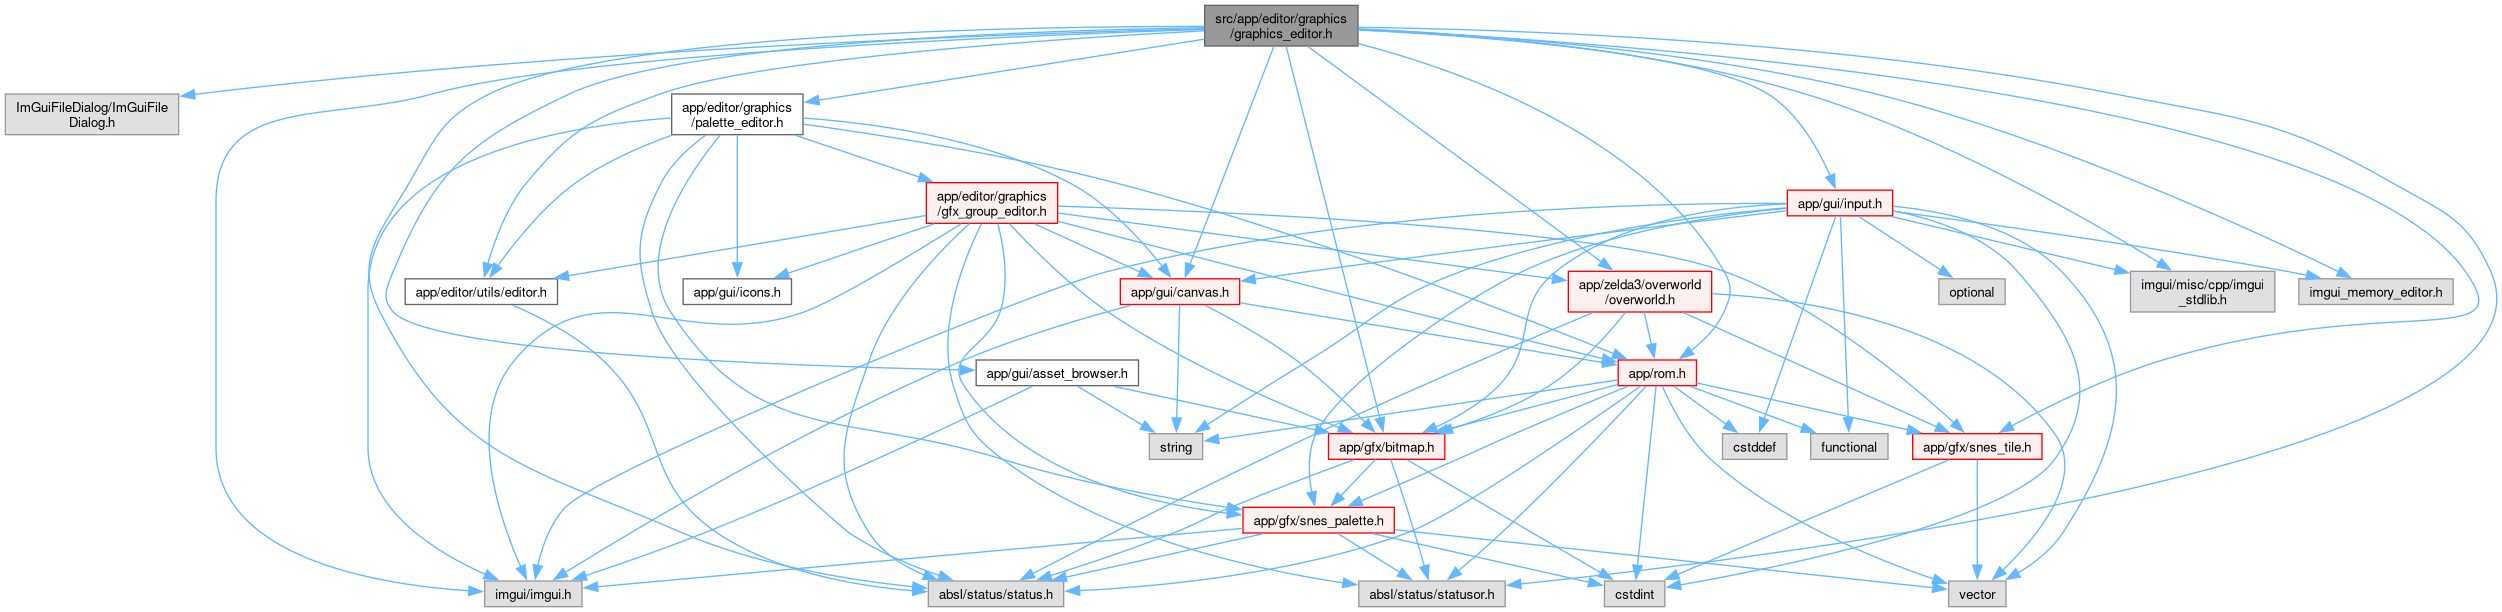 src/app/editor/graphics
/graphics_editor.h
ImGuiFileDialog/ImGuiFile
Dialog.h
app/editor/graphics
/palette_editor.h
app/editor/graphics
/gfx_group_editor.h
app/gui/input.h
app/editor/utils/editor.h
app/gui/icons.h
app/gui/canvas.h
app/zelda3/overworld
/overworld.h
optional
imgui/misc/cpp/imgui
_stdlib.h
imgui_memory_editor.h
app/gui/asset_browser.h
app/rom.h
string
app/gfx/bitmap.h
cstddef
functional
app/gfx/snes_tile.h
app/gfx/snes_palette.h
imgui/imgui.h
absl/status/status.h
absl/status/statusor.h
cstdint
vector